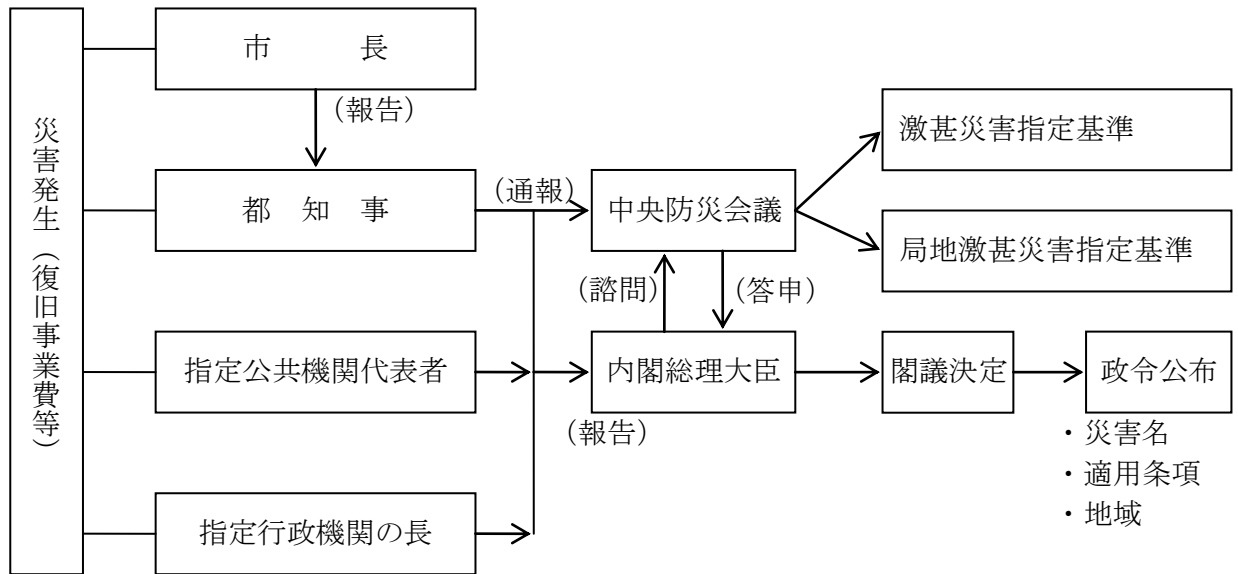 災害発生（復旧事業費等）
市長
（報告）
都知事
（通報）
中央防災会議
激甚災害指定基準
局地激甚災害指定基準
（諮問）
（答申）
指定公共機関代表者
内閣総理大臣
閣議決定
政令公布
（報告）
・災害名
・適用条項
・地域
指定行政機関の長